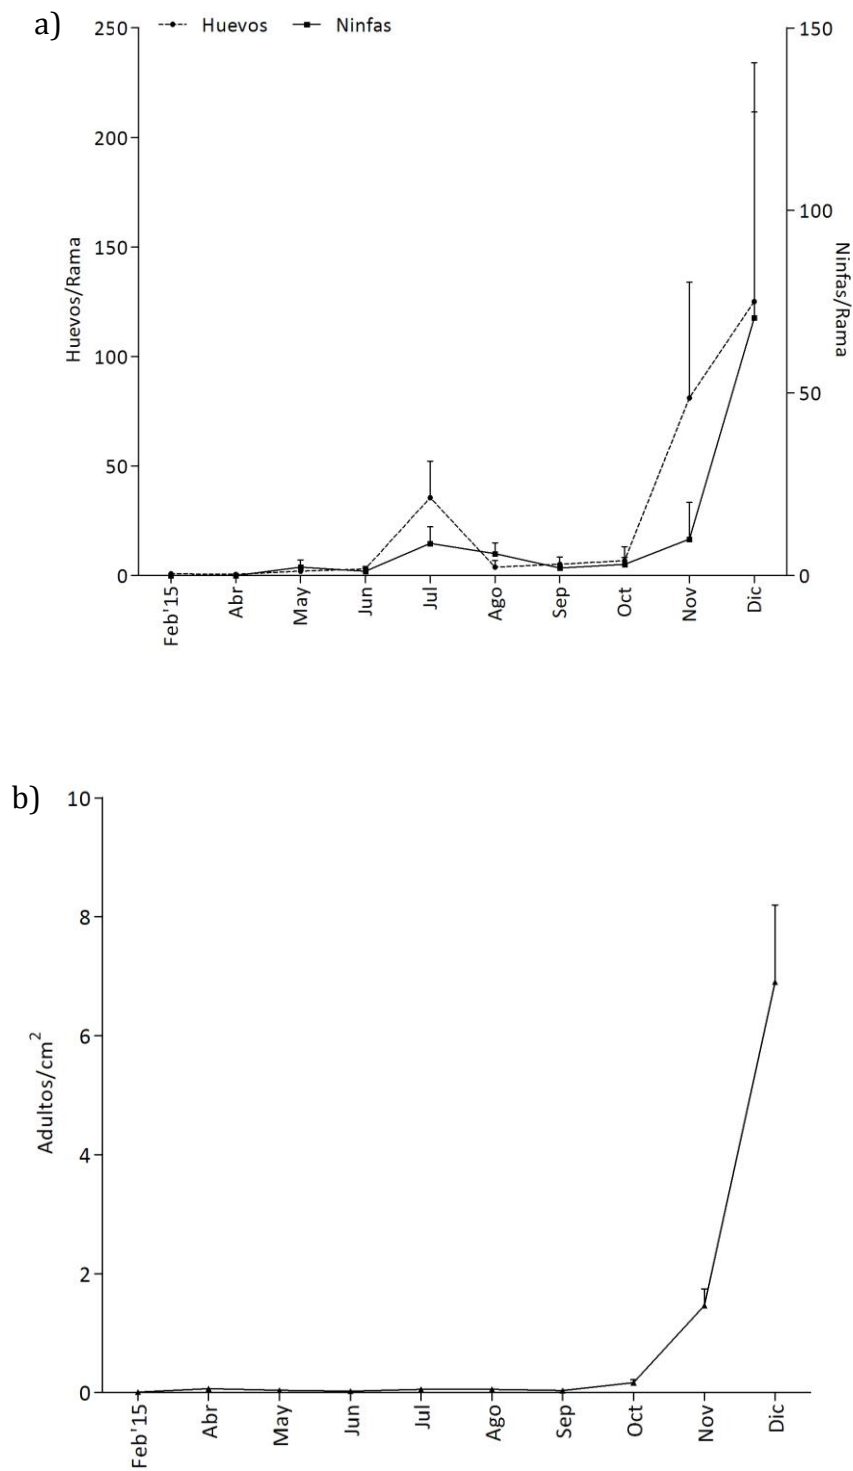 a)
Huevos
Ninfas
250
200
150
100
50
0
Huevos/Rama
150
100
50
0
Ninfas/Rama
Feb'15
Abr
May
Jun
Jul
Ago
Sep
Oct
Nov
Dic
b)
10
8
6
4
2
0
Adultos/cm²
Feb'15
Abr
May
Jun
Jul
Ago
Sep
Oct
Nov
Dic